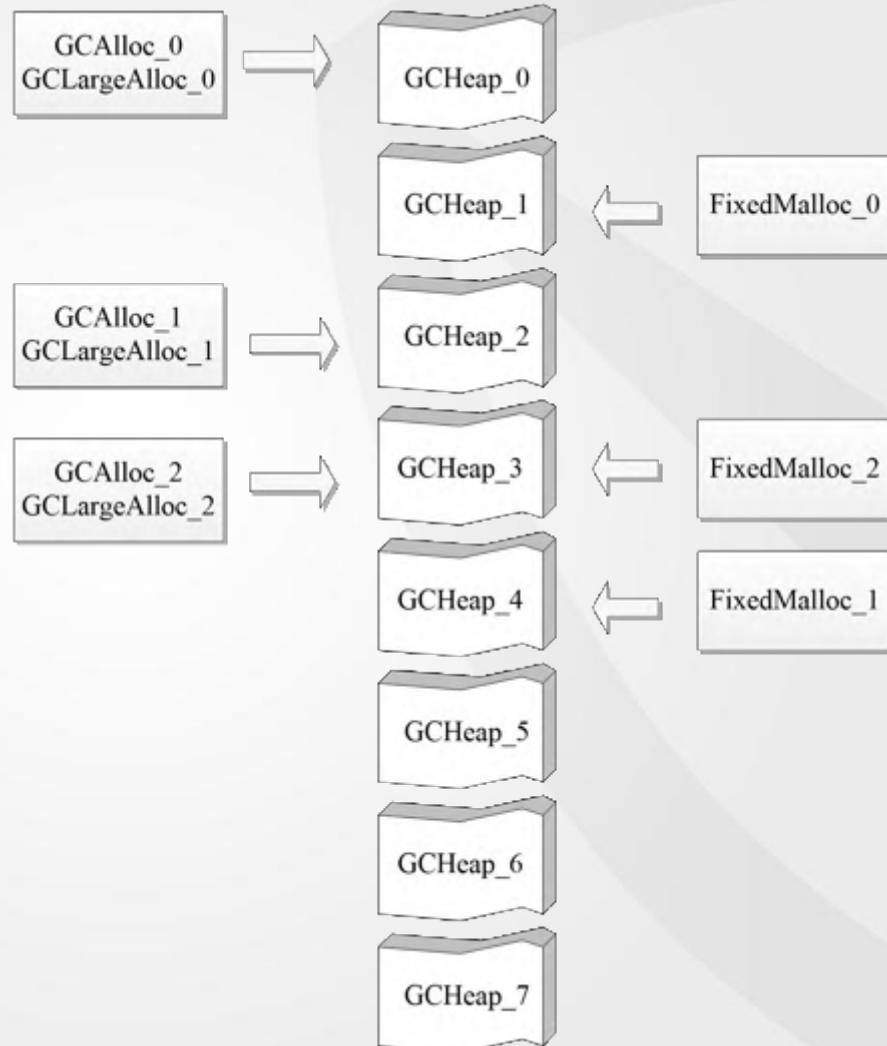 GCAlloc_0
GCLargeAlloc_0
GCHeap_0
GCHeap_1
FixedMalloc_0
GCAlloc_1
GCLargeAlloc_1
GCHeap_2
GCAlloc_2
GCLargeAlloc_2
GCHeap_3
FixedMalloc_2
GCHeap_4
FixedMalloc_1
GCHeap_5
GCHeap_6
GCHeap_7